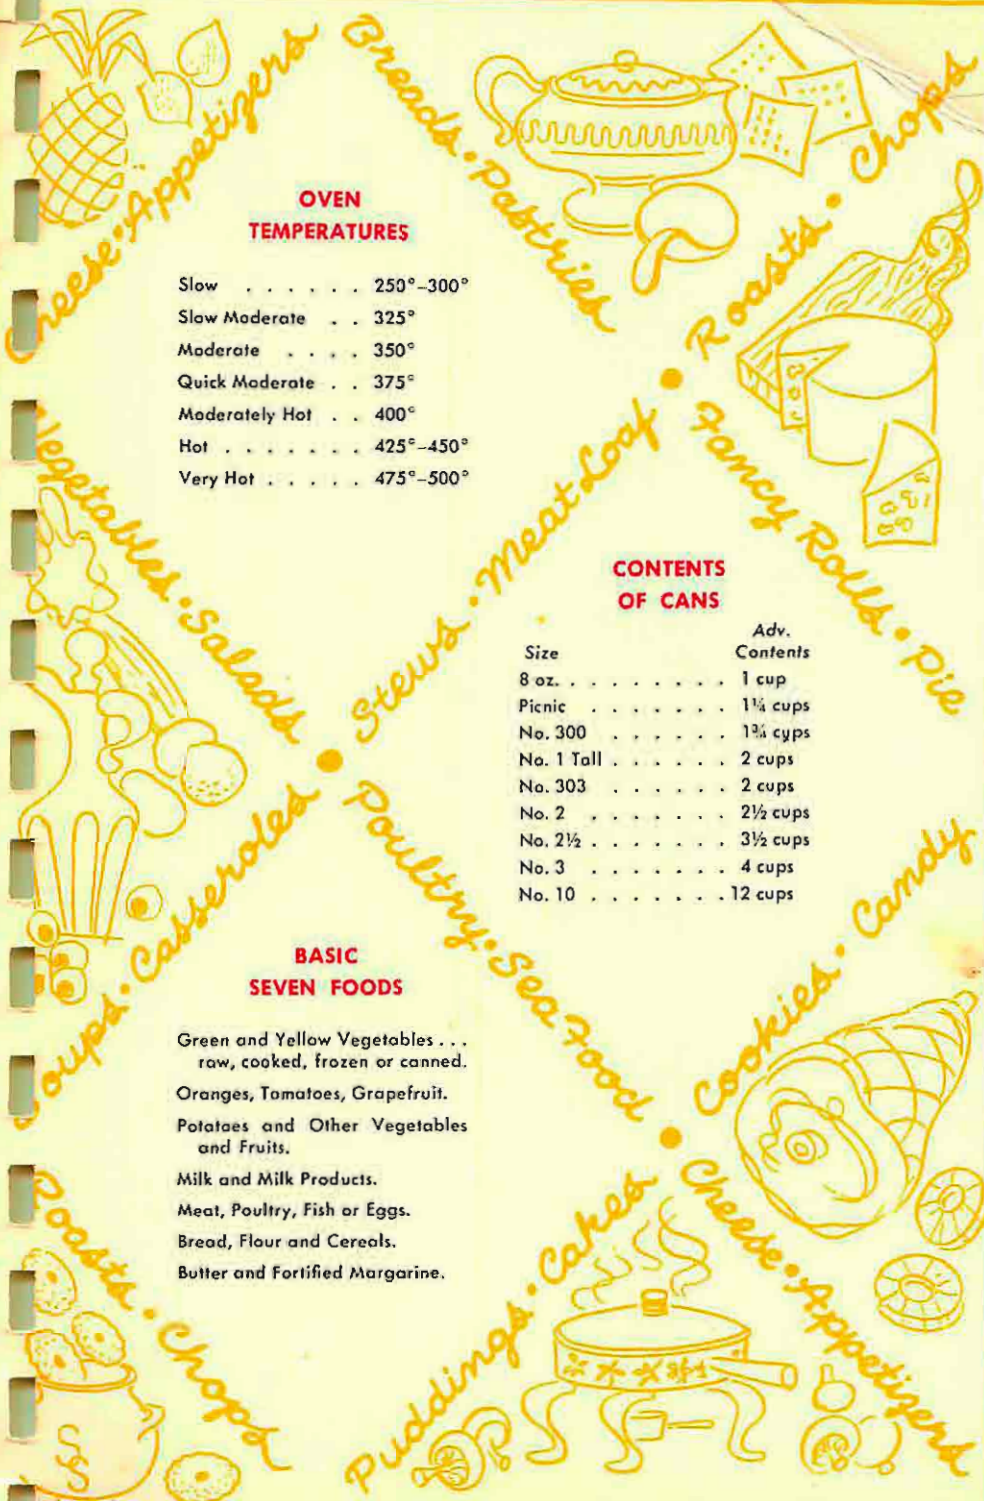 Cheese • Appetizers
Breads • Pastries
Roasts • Chops
OVEN
TEMPERATURES
Slow . . . . . . 250°-300°
Slow Moderate . . 325°
Moderate . . . . 350°
Quick Moderate . . 375°
Moderately Hot . . 400°
Hot . . . . . . . 425°-450°
Very Hot . . . . . 475°-500°
Vegetables • Salads
Stews • Meat Loaf
Fancy Rolls • Pie
CONTENTS
OF CANS
Adv.
Size Contents
8 oz. . . . . . . . . . 1 cup
Picnic . . . . . . . 1¼ cups
No. 300 . . . . . . 1¾ cyps
No. 1 Tall . . . . . . 2 cups
No. 303 . . . . . . 2 cups
No. 2 . . . . . . . 2½ cups
No. 2½ . . . . . . . 3½ cups
No. 3 . . . . . . . 4 cups
No. 10 . . . . . . . 12 cups
Soups • Casseroles
Poultry • Sea Food
Cookies • Candy
BASIC
SEVEN FOODS
Green and Yellow Vegetables . . .
raw, cooked, frozen or canned.
Oranges, Tomatoes, Grapefruit.
Potatoes and Other Vegetables
and Fruits.
Milk and Milk Products.
Meat, Poultry, Fish or Eggs.
Bread, Flour and Cereals.
Butter and Fortified Margarine.
Roasts • Chops
Puddings • Cakes
Cheese • Appetizers
$
$